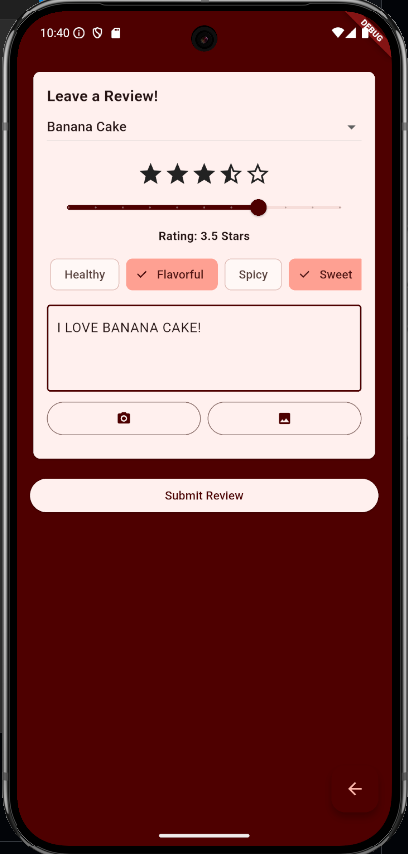 10:40
DEBUG
Leave a Review!
Banana Cake
Rating: 3.5 Stars
Healthy Flavorful Spicy Sweet
I LOVE BANANA CAKE!
Submit Review